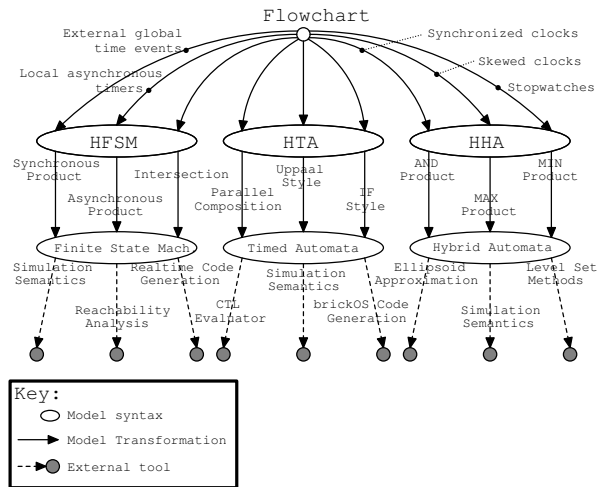 Flowchart
External global
time events
Synchronized clocks
Local asynchronous
timers
Skewed clocks
Stopwatches
HFSM
HTA
HHA
Synchronous
Product
Intersection
Asynchronous
Product
Parallel
Composition
Uppaal
Style
IF
Style
AND
Product
MAX
Product
MIN
Product
Finite State Mach.
Timed Automata
Hybrid Automata
Simulation
Semantics
Reachability
Analysis
Realtime Code
Generation
CTL
Evaluator
Simulation
Semantics
brickOS Code
Generation
Ellipsoid
Approximation
Simulation
Semantics
Level Set
Methods
Key:
Model syntax
Model Transformation
External tool